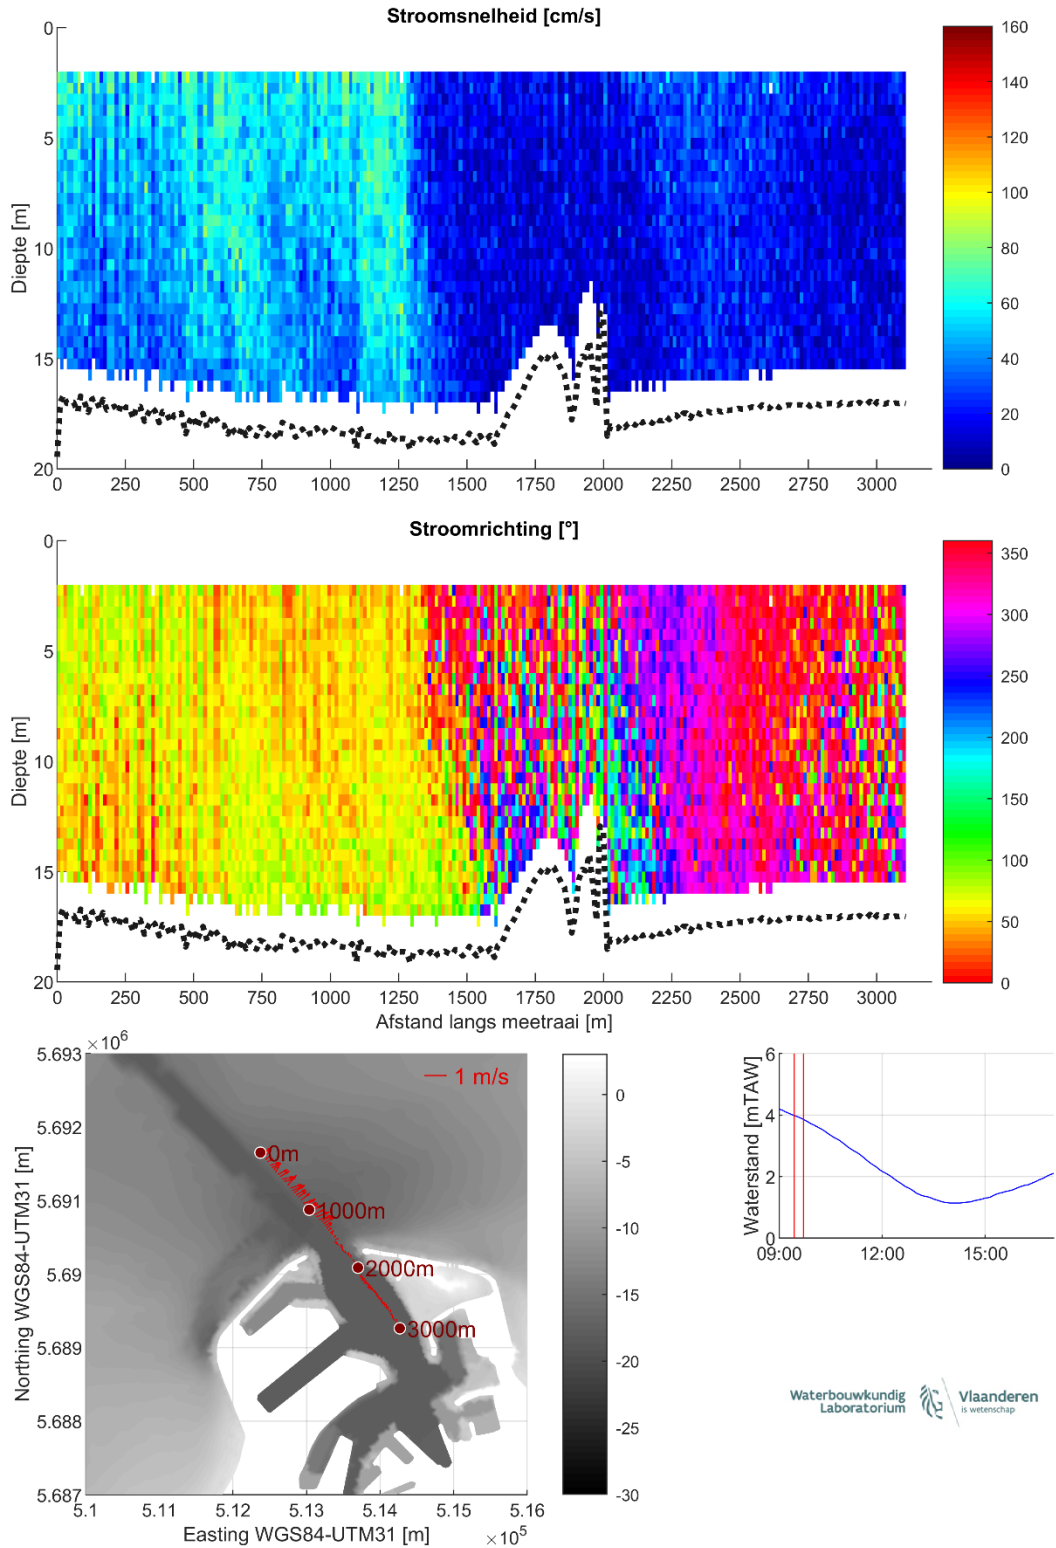 Stroomsnelheid [cm/s]
Diepte [m]
0
5
10
15
20
0 250 500 750 1000 1250 1500 1750 2000 2250 2500 2750 3000
160
140
120
100
80
60
40
20
0
Stroomrichting [°]
Diepte [m]
0
5
10
15
20
0 250 500 750 1000 1250 1500 1750 2000 2250 2500 2750 3000
Afstand langs meetraai [m]
350
300
250
200
150
100
50
0
×10⁶
5.693
5.692
5.691
5.69
5.689
5.688
5.687
Northing WGS84-UTM31 [m]
1 m/s
0m
1000m
2000m
3000m
5.1 5.12 5.13 5.14 5.15 5.16
Easting WGS84-UTM31 [m]
×10⁵
0
-5
-10
-15
-20
-25
-30
Waterstand [mTAW]
6
4
2
0
09:00 12:00 15:00
Waterbouwkundig
Laboratorium
Vlaanderen
is wetenschap